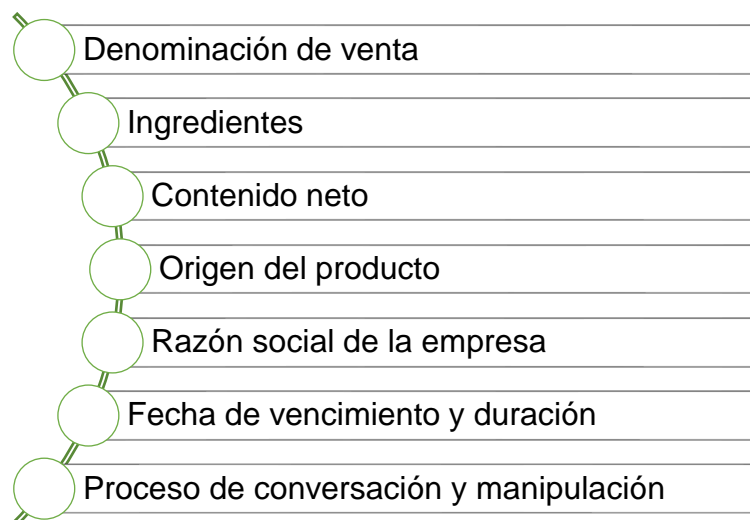 Denominación de venta
Ingredientes
Contenido neto
Origen del producto
Razón social de la empresa
Fecha de vencimiento y duración
Proceso de conversación y manipulación